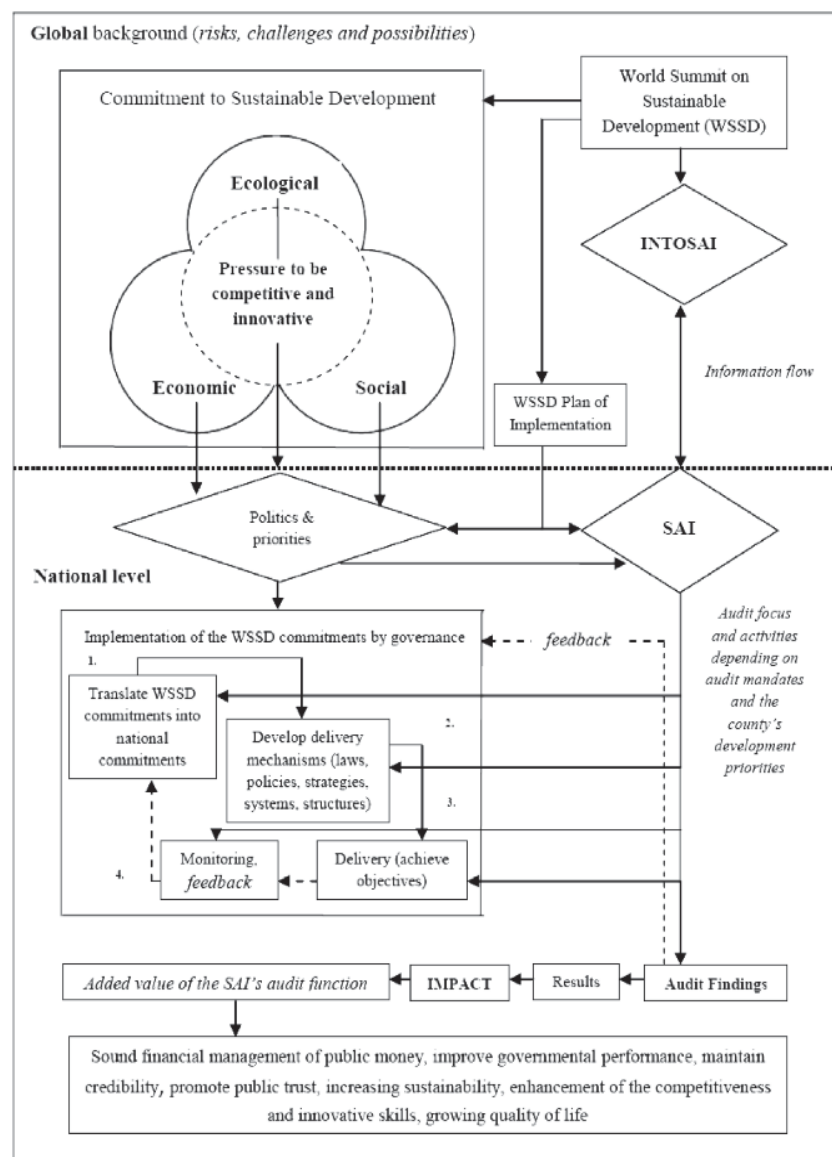 Global background (risks, challenges and possibilities)
Commitment to Sustainable Development
World Summit on
Sustainable
Development (WSSD)
Ecological
INTOSAI
Pressure to be
competitive and
innovative
Economic
Social
Information flow
WSSD Plan of
Implementation
Politics &
priorities
SAI
National level
Implementation of the WSSD commitments by governance
feedback
Audit focus
and activities
depending on
audit mandates
and the
county's
development
priorities
1.
Translate WSSD
commitments into
national
commitments
2.
Develop delivery
mechanisms (laws,
policies, strategies,
systems, structures)
3.
4.
Monitoring,
feedback
Delivery (achieve
objectives)
Added value of the SAI's audit function
IMPACT
Results
Audit Findings
Sound financial management of public money, improve governmental performance, maintain
credibility, promote public trust, increasing sustainability, enhancement of the competitiveness
and innovative skills, growing quality of life